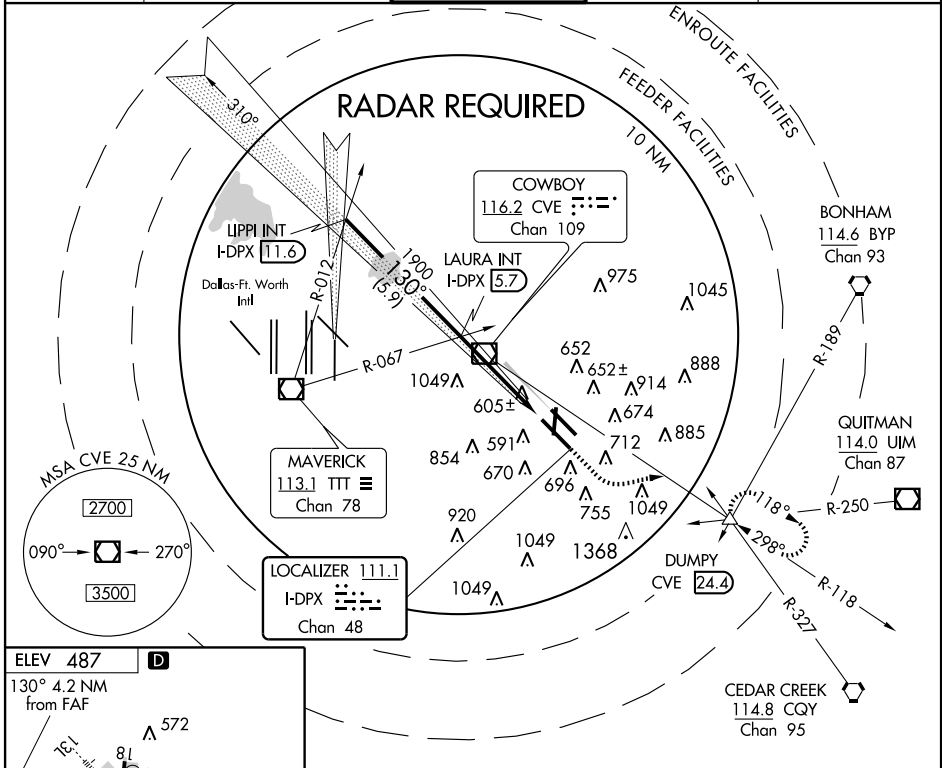 ENROUTE FACILITIES
FEEDER FACILITIES
RADAR REQUIRED
10 NM
310°
COWBOY
116.2 CVE
Chan 109
BONHAM
114.6 BYP
Chan 93
LIPPI INT
I-DPX 11.6
R-012
1900
130°
(5.9)
LAURA INT
I-DPX 5.7
Dallas-Ft. Worth
Intl
975
1045
R-189
R-067
1049
605±
652
652±
914
888
674
885
QUITMAN
114.0 UIM
Chan 87
854
591
670
712
696
755
1049
MAVERICK
113.1 TTT
Chan 78
MSA CVE 25 NM
2700
090°
270°
3500
920
1049
1368
1049
118°
298°
R-250
DUMPY
CVE 24.4
R-118
R-327
LOCALIZER 111.1
I-DPX
Chan 48
CEDAR CREEK
114.8 CQY
Chan 95
ELEV 487 D
130° 4.2 NM
from FAF
572
13L
18